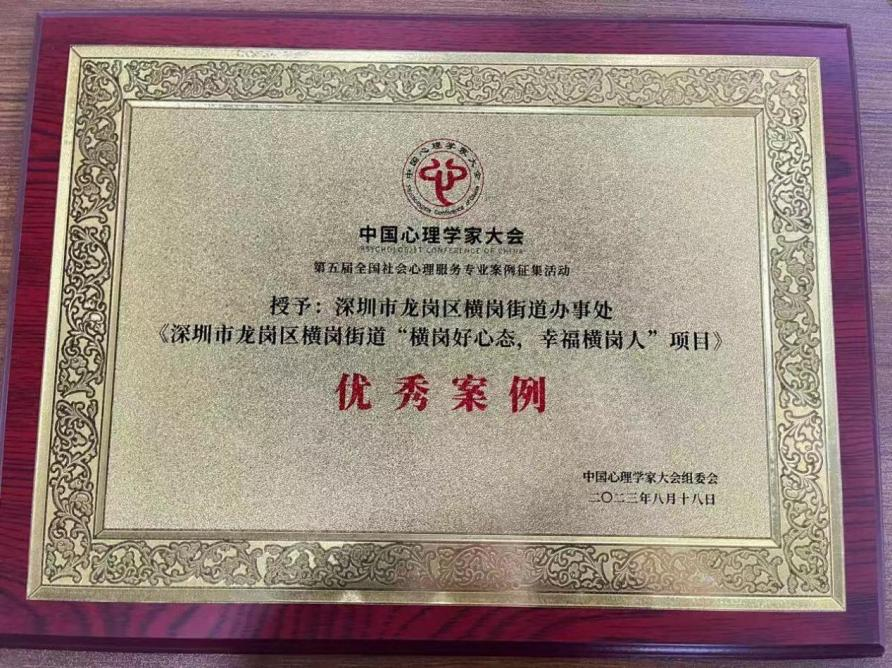 中国心理学家大会
中国心理学家大会
PSYCHOLOGIST CONFERENCE OF CHINA
第五届全国社会心理服务专业案例征集活动
授予：深圳市龙岗区横岗街道办事处
《深圳市龙岗区横岗街道“横岗好心态，幸福横岗人”项目》
优秀案例
中国心理学家大会组委会
二〇二三年八月十八日